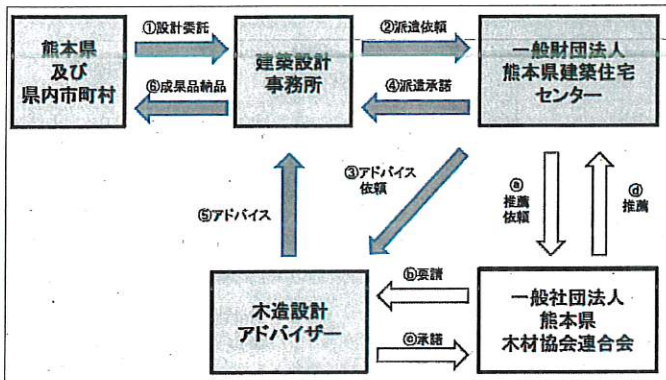 熊本県
及び
県内市町村
①設計委託
⑥成果品納品
建築設計
事務所
②派遣依頼
④派遣承諾
一般財団法人
熊本県建築住宅
センター
③アドバイス
依頼
⑤アドバイス
ⓐ
推薦
依頼
ⓓ
推薦
木造設計
アドバイザー
ⓑ要請
ⓒ承諾
一般社団法人
熊本県
木材協会連合会